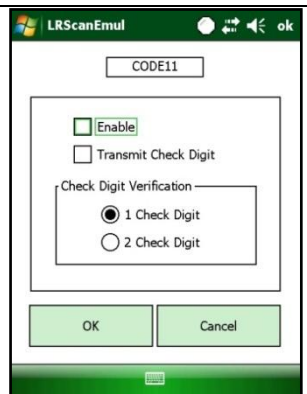 LRScanEmul ok
CODE11
Enable
Transmit Check Digit
Check Digit Verification
1 Check Digit
2 Check Digit
OK Cancel